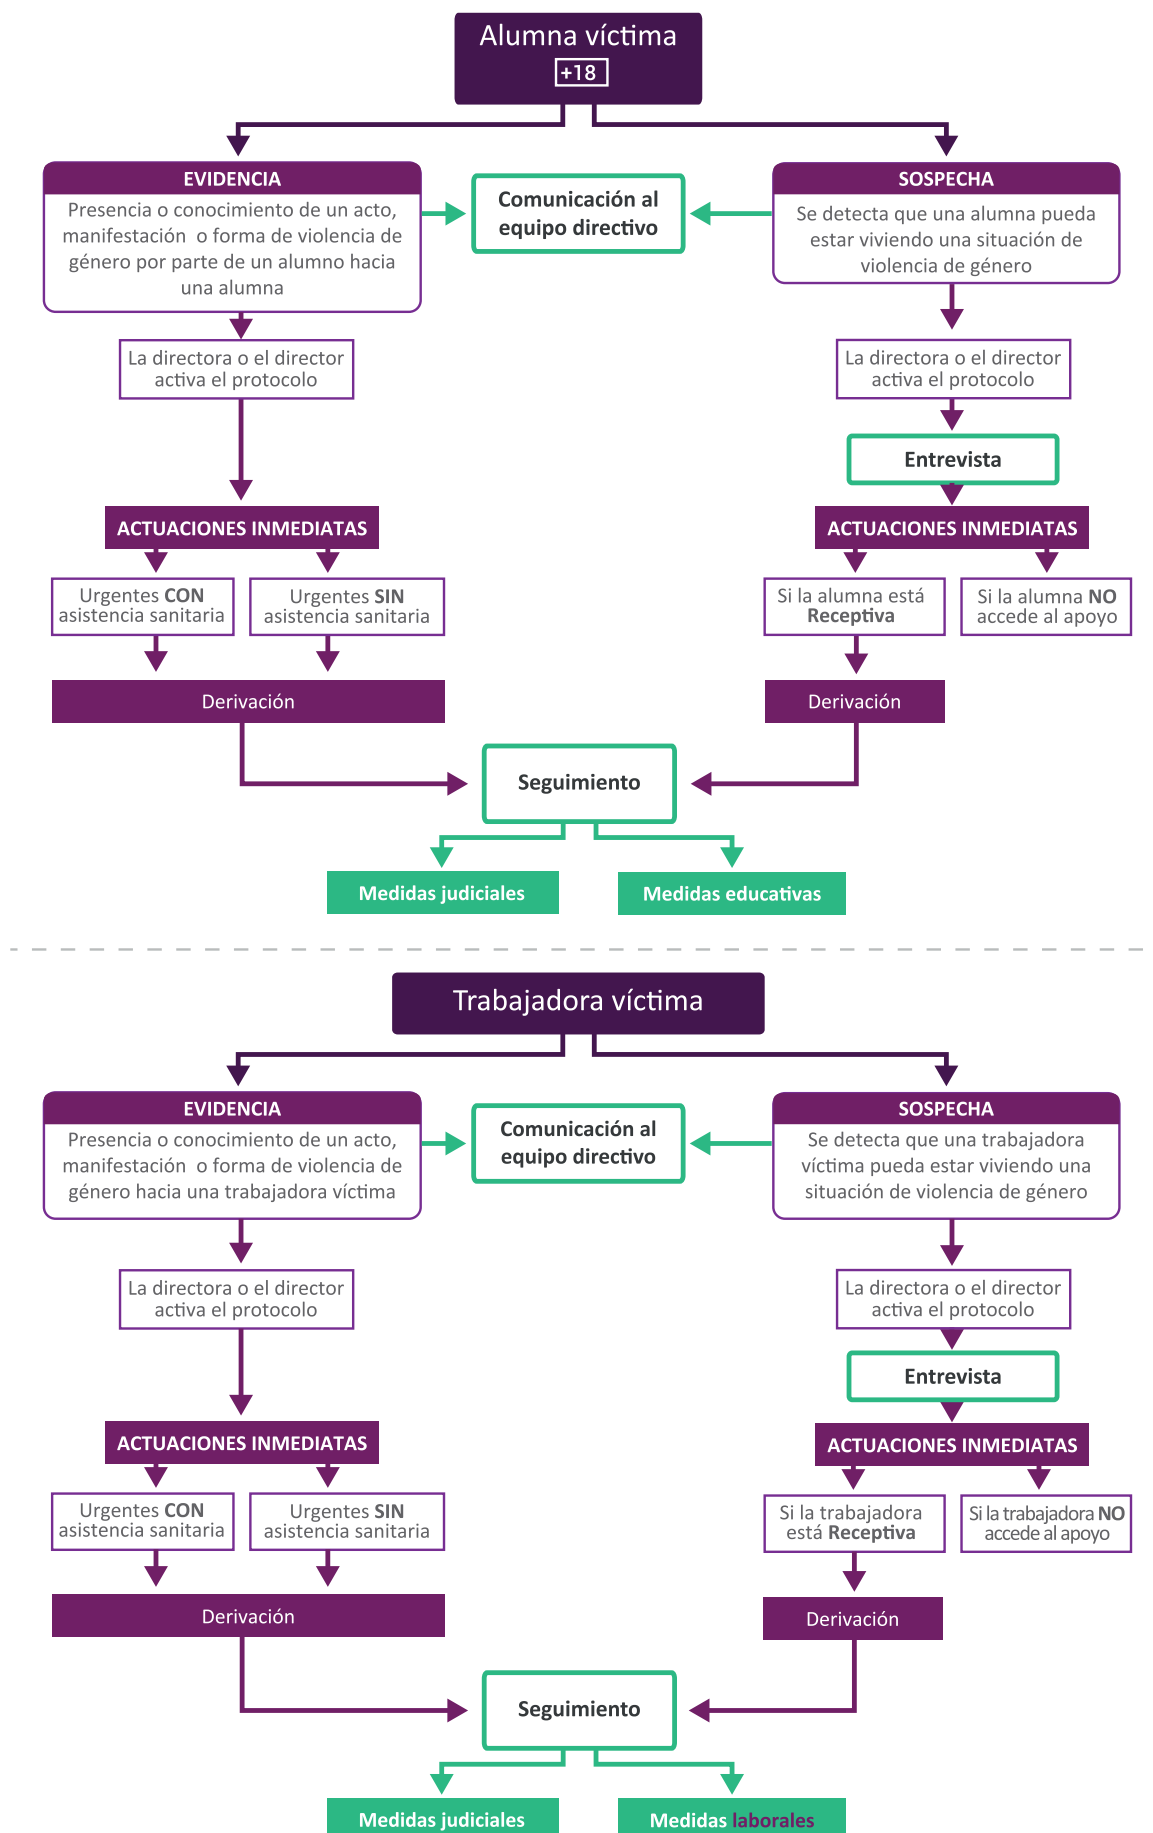 Alumna víctima
+18
EVIDENCIA
Presencia o conocimiento de un acto,
manifestación o forma de violencia de
género por parte de un alumno hacia
una alumna
Comunicación al
equipo directivo
SOSPECHA
Se detecta que una alumna pueda
estar viviendo una situación de
violencia de género
La directora o el director
activa el protocolo
La directora o el director
activa el protocolo
Entrevista
ACTUACIONES INMEDIATAS
ACTUACIONES INMEDIATAS
Urgentes CON
asistencia sanitaria
Urgentes SIN
asistencia sanitaria
Si la alumna está
Receptiva
Si la alumna NO
accede al apoyo
Derivación
Derivación
Seguimiento
Medidas judiciales
Medidas educativas
Trabajadora víctima
EVIDENCIA
Presencia o conocimiento de un acto,
manifestación o forma de violencia de
género hacia una trabajadora víctima
Comunicación al
equipo directivo
SOSPECHA
Se detecta que una trabajadora
víctima pueda estar viviendo una
situación de violencia de género
La directora o el director
activa el protocolo
La directora o el director
activa el protocolo
Entrevista
ACTUACIONES INMEDIATAS
ACTUACIONES INMEDIATAS
Urgentes CON
asistencia sanitaria
Urgentes SIN
asistencia sanitaria
Si la trabajadora
está Receptiva
Si la trabajadora NO
accede al apoyo
Derivación
Derivación
Seguimiento
Medidas judiciales
Medidas laborales